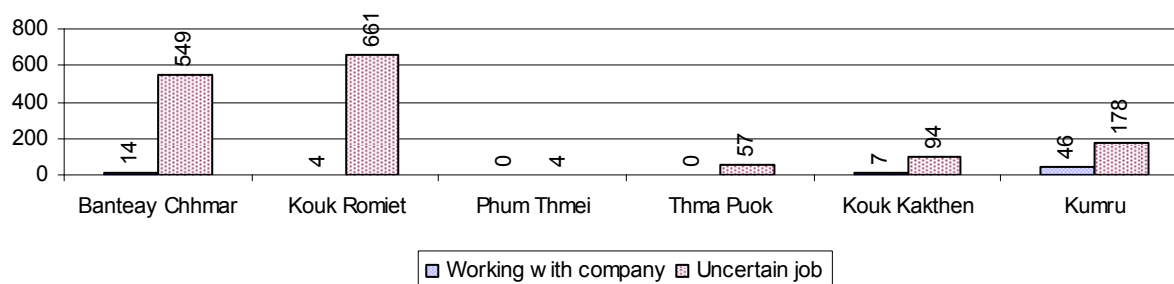 800
600
400
200
0
14 549 4 661 0 4 0 57 7 94 46 178
Banteay Chhmar Kouk Romiet Phum Thmei Thma Puok Kouk Kakthen Kumru
Working with company Uncertain job